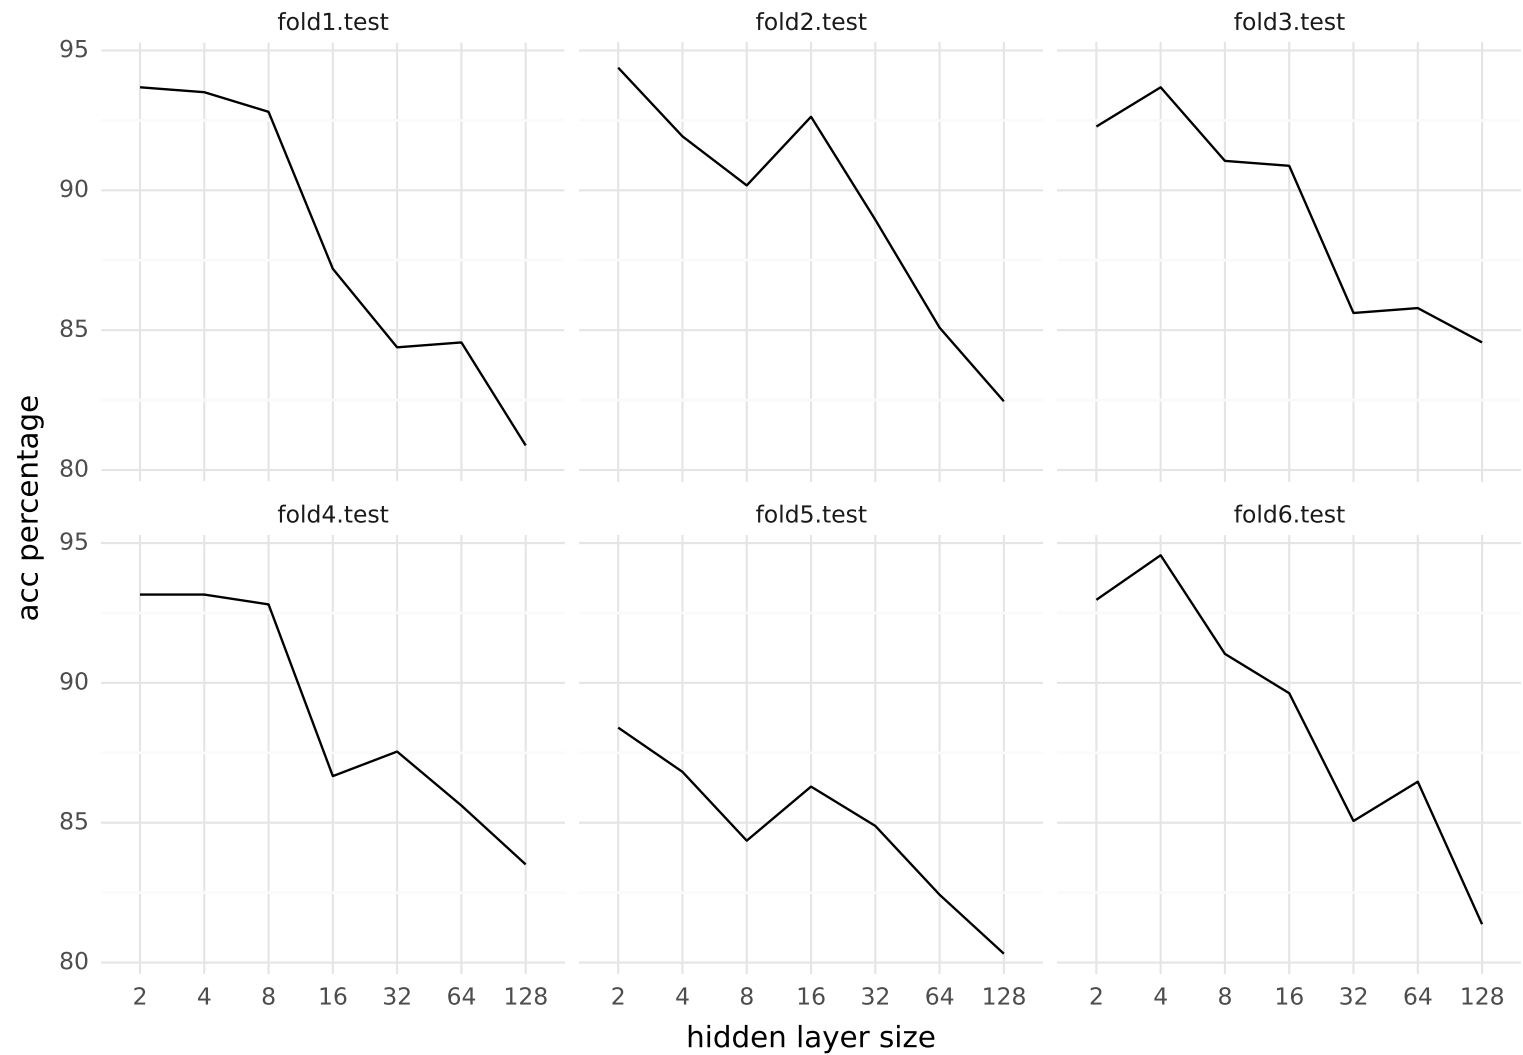 fold1.test
fold2.test
fold3.test
95
90
85
80
acc percentage
fold4.test
fold5.test
fold6.test
95
90
85
80
2 4 8 16 32 64 128
2 4 8 16 32 64 128
2 4 8 16 32 64 128
hidden layer size